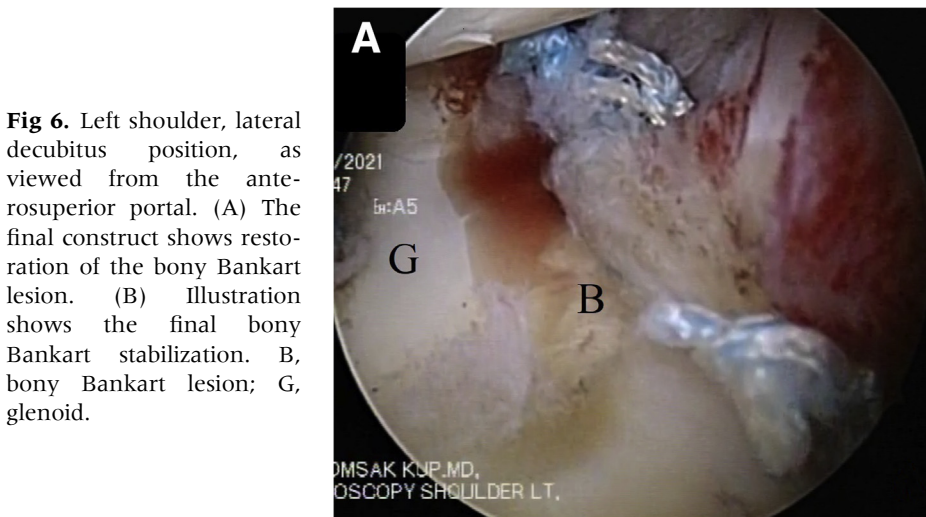 Fig 6. Left shoulder, lateral
decubitus position, as
viewed from the ante-
rosuperior portal. (A) The
final construct shows resto-
ration of the bony Bankart
lesion. (B) Illustration
shows the final bony
Bankart stabilization. B,
bony Bankart lesion; G,
glenoid.
A
/2021
47
:A5
G
B
OMSAK KUP.MD,
OSCOPY SHOULDER LT,